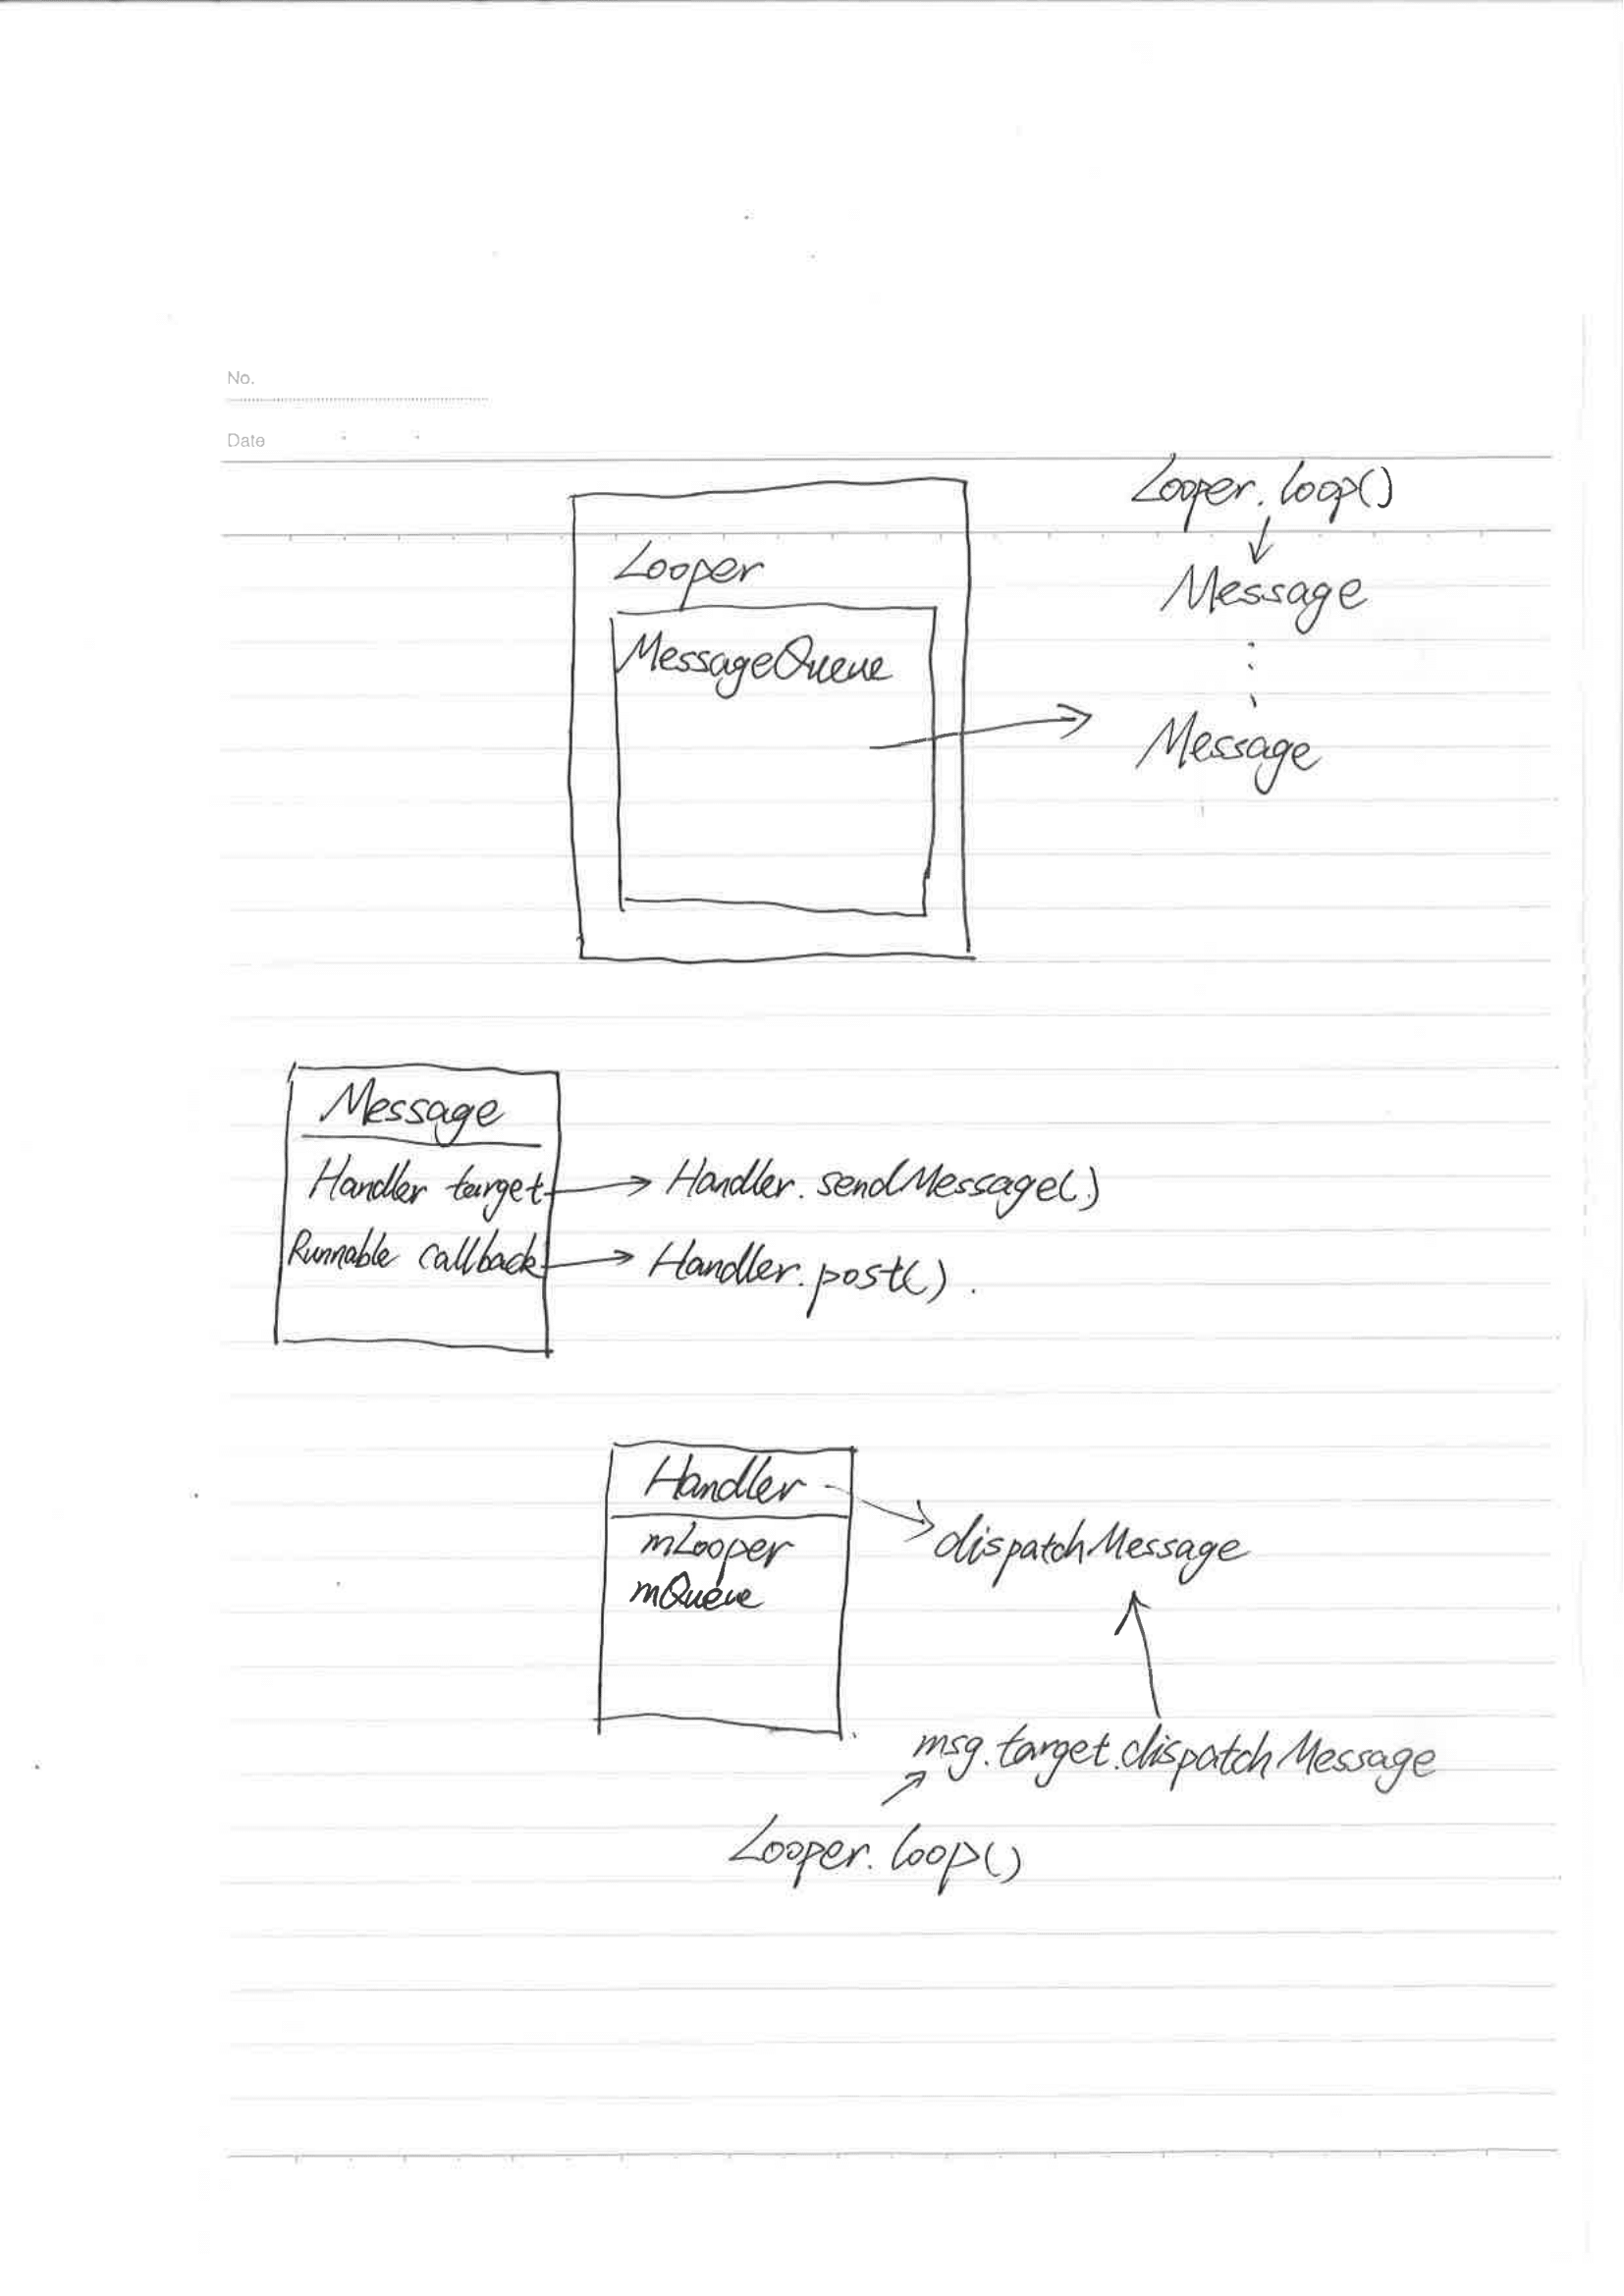 No.
Date
Looper.loop()
Looper
Message
MessageQueue
Message
Message
Handler target
Handler.sendMessage(.)
Runnable callback
Handler.post().
Handler
dispatchMessage
mLooper
mQueue
msg.target.dispatchMessage
Looper.loop()